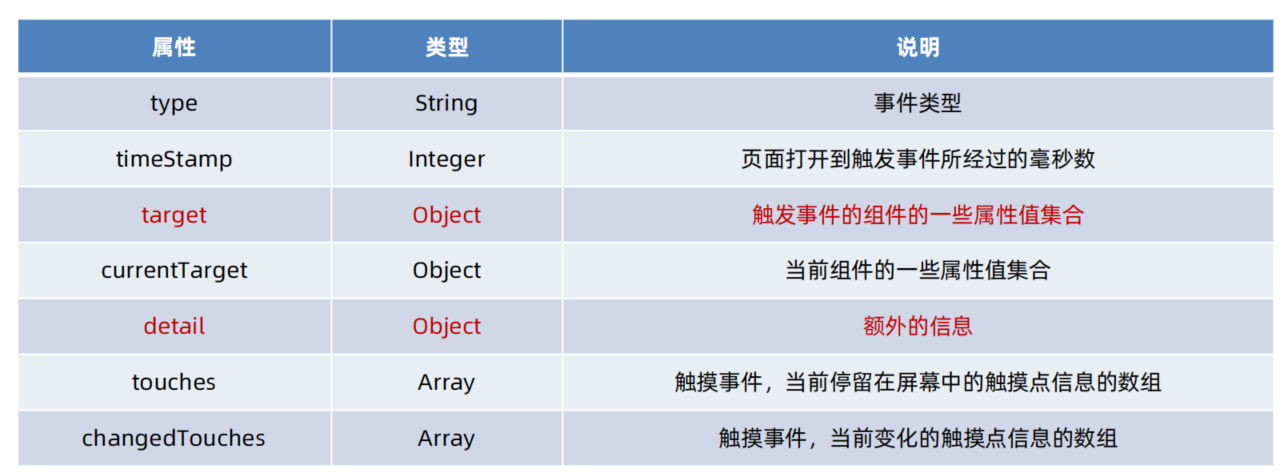 属性 类型 说明
type String 事件类型
timeStamp Integer 页面打开到触发事件所经过的毫秒数
target Object 触发事件的组件的一些属性值集合
currentTarget Object 当前组件的一些属性值集合
detail Object 额外的信息
touches Array 触摸事件，当前停留在屏幕中的触摸点信息的数组
changedTouches Array 触摸事件，当前变化的触摸点信息的数组